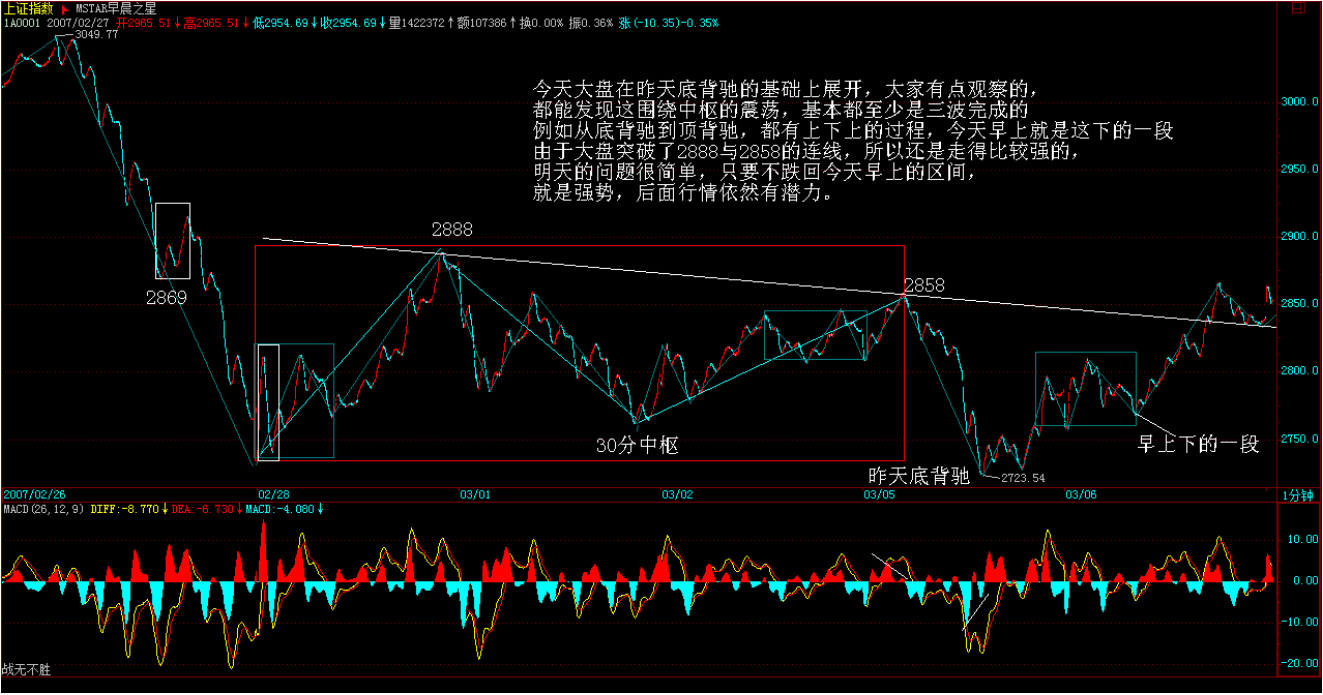 上证指数 MSTAR早晨之星
1A0001 2007/02/27 开2965.51↓高2965.51↓低2954.69↓收2954.69↓量1422372↑额107386↑换0.00% 振0.36% 涨(-10.35)-0.35%
3049.77
今天大盘在昨天底背驰的基础上展开，大家有点观察的，
都能发现这围绕中枢的震荡，基本都至少是三波完成的
例如从底背驰到顶背驰，都有上下上的过程，今天早上就是这下的一段
由于大盘突破了2888与2858的连线，所以还是走得比较强的，
明天的问题很简单，只要不跌回今天早上的区间，
就是强势，后面行情依然有潜力。
3000.0
2950.0
2900.0
2850.0
2800.0
2750.0
2888
2869
2858
30分中枢
早上下的一段
昨天底背驰
2723.54
2007/02/26 02/28 03/01 03/02 03/05 03/06 1分钟
MACD(26,12,9) DIFF:-8.770↓DEA:-6.730↓MACD:-4.080↓
10.00
0.00
-10.00
-20.00
战无不胜